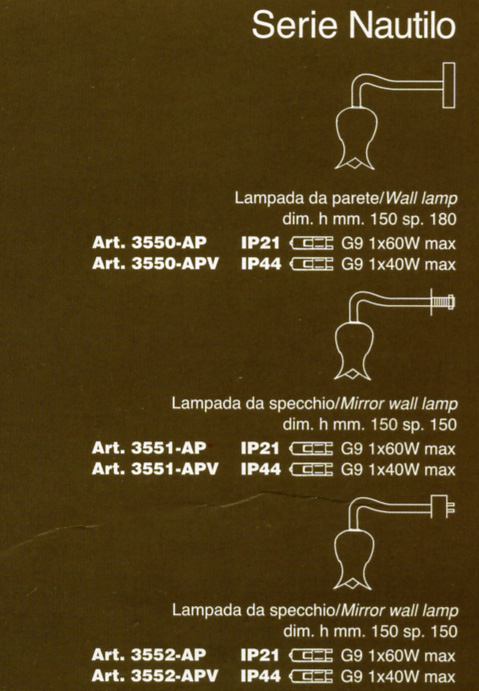 Serie Nautilo
Lampada da parete/Wall lamp
dim. h mm. 150 sp. 180
Art. 3550-AP IP21 G9 1x60W max
Art. 3550-APV IP44 G9 1x40W max
Lampada da specchio/Mirror wall lamp
dim. h mm. 150 sp. 150
Art. 3551-AP IP21 G9 1x60W max
Art. 3551-APV IP44 G9 1x40W max
Lampada da specchio/Mirror wall lamp
dim. h mm. 150 sp. 150
Art. 3552-AP IP21 G9 1x60W max
Art. 3552-APV IP44 G9 1x40W max